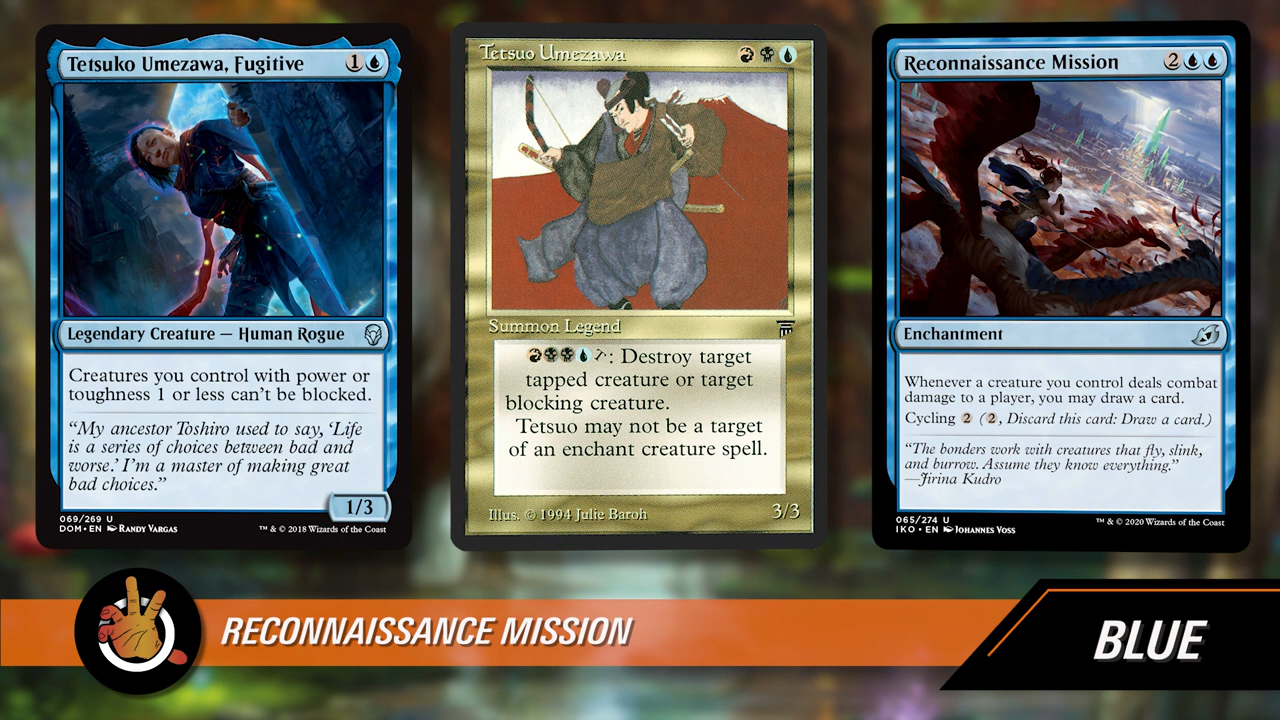 Tetsuko Umezawa, Fugitive 1
Legendary Creature — Human Rogue
Creatures you control with power or
toughness 1 or less can't be blocked.
"My ancestor Toshiro used to say, 'Life
is a series of choices between bad and
worse.' I'm a master of making great
bad choices."
1/3
069/269 U
DOM • EN RANDY VARGAS
™ & © 2018 Wizards of the Coast
Tetsuo Umezawa
Summon Legend
: Destroy target
tapped creature or target
blocking creature.
Tetsuo may not be a target
of an enchant creature spell.
Illus. © 1994 Julie Baroh
3/3
Reconnaissance Mission 2
Enchantment
Whenever a creature you control deals combat
damage to a player, you may draw a card.
Cycling 2 (2, Discard this card: Draw a card.)
"The bonders work with creatures that fly, slink,
and burrow. Assume they know everything."
—Jirina Kudro
065/274 U
IKO • EN JOHANNES VOSS
™ & © 2020 Wizards of the Coast
RECONNAISSANCE MISSION
BLUE